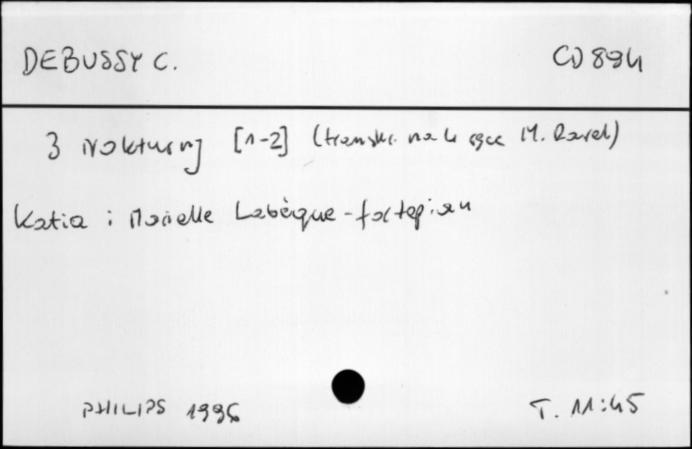 DEBUSSY C.
CD 894
3 Nokturny [1-2] (transkr. na 4 ręce M. Ravel)
Katia i Marielle Labèque - fortepian
PHILIPS 1996
T. 11:45